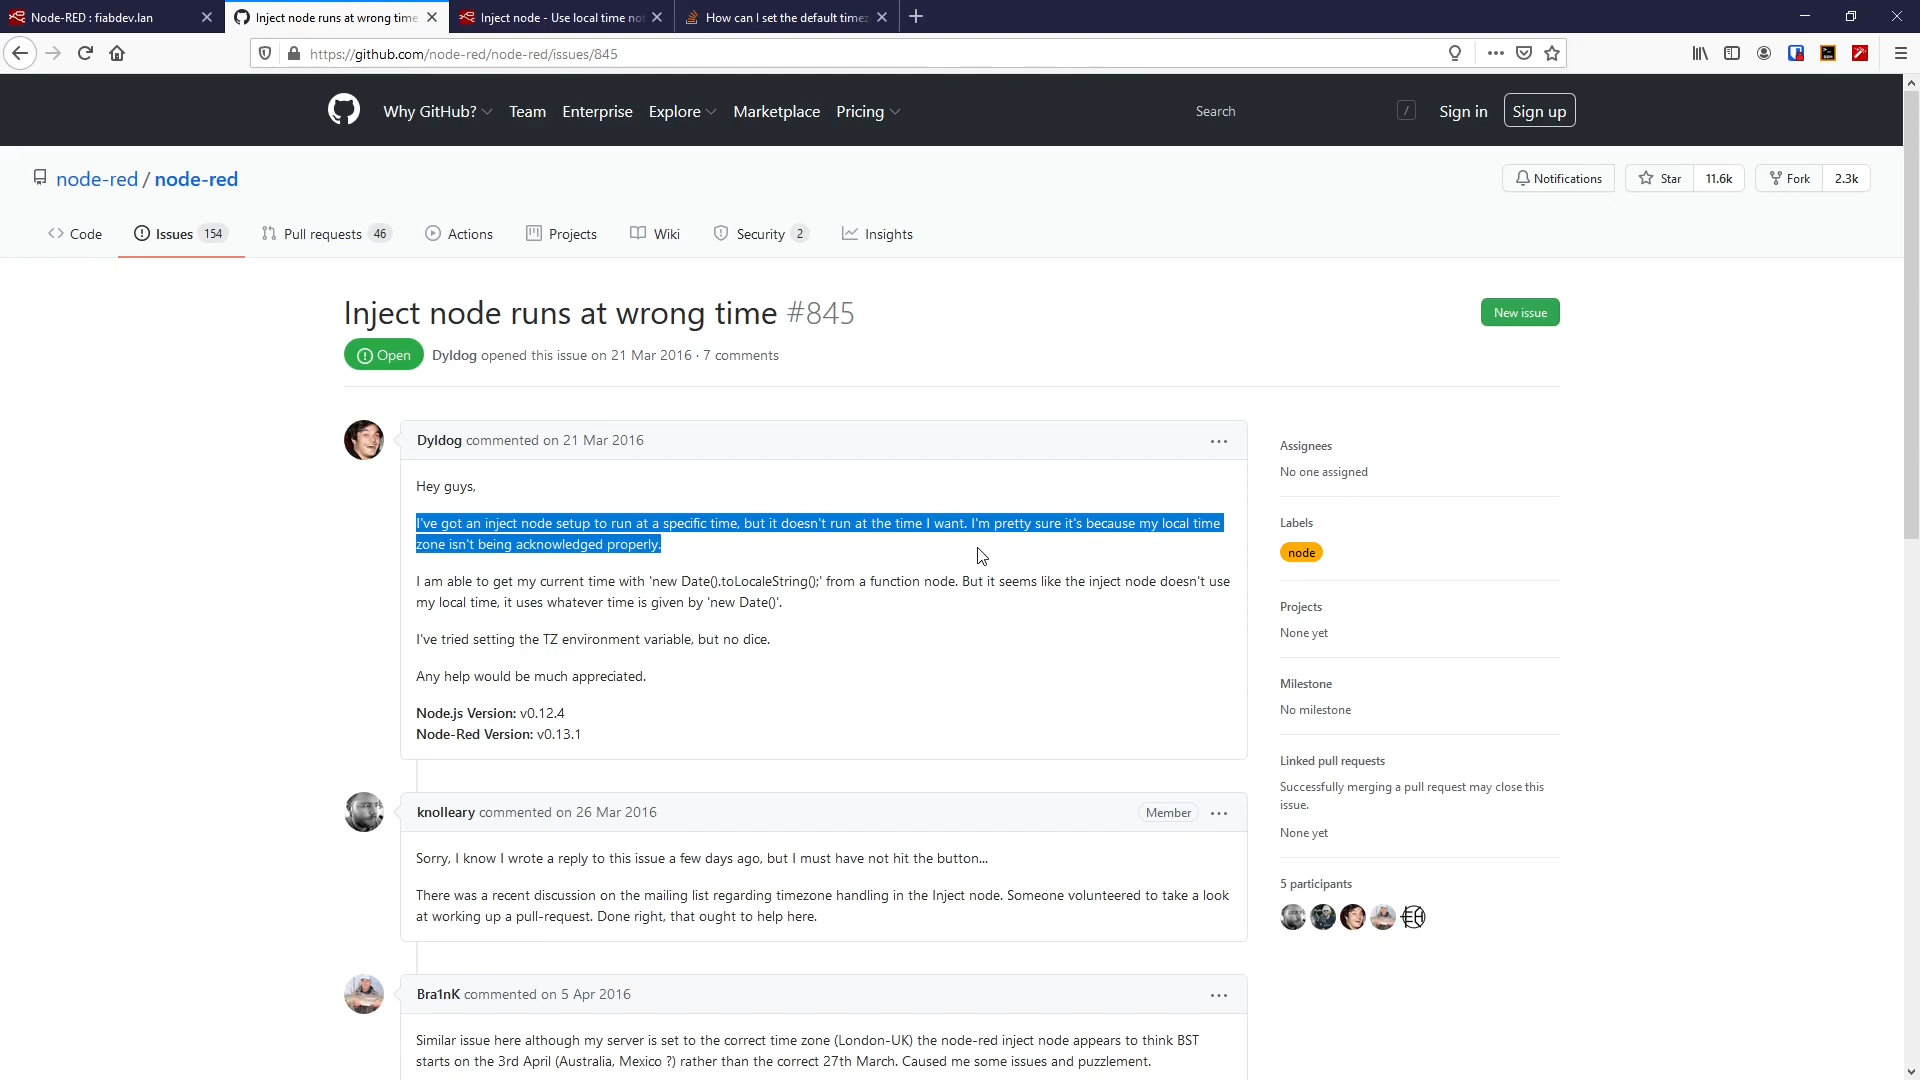 Node-RED : fiabdev.lan
Inject node runs at wrong time
Inject node - Use local time not
How can I set the default timez
https://github.com/node-red/node-red/issues/845
Why GitHub?
Team
Enterprise
Explore
Marketplace
Pricing
Search
/
Sign in
Sign up
node-red / node-red
Notifications
Star
11.6k
Fork
2.3k
Code
Issues 154
Pull requests 46
Actions
Projects
Wiki
Security 2
Insights
Inject node runs at wrong time #845
New issue
Open
Dyldog opened this issue on 21 Mar 2016 · 7 comments
Dyldog commented on 21 Mar 2016
Hey guys,
I've got an inject node setup to run at a specific time, but it doesn't run at the time I want. I'm pretty sure it's because my local time
zone isn't being acknowledged properly.
I am able to get my current time with 'new Date().toLocaleString();' from a function node. But it seems like the inject node doesn't use
my local time, it uses whatever time is given by 'new Date()'.
I've tried setting the TZ environment variable, but no dice.
Any help would be much appreciated.
Node.js Version: v0.12.4
Node-Red Version: v0.13.1
Assignees
No one assigned
Labels
node
Projects
None yet
Milestone
No milestone
Linked pull requests
Successfully merging a pull request may close this
issue.
None yet
5 participants
knolleary commented on 26 Mar 2016
Member
Sorry, I know I wrote a reply to this issue a few days ago, but I must have not hit the button...
There was a recent discussion on the mailing list regarding timezone handling in the Inject node. Someone volunteered to take a look
at working up a pull-request. Done right, that ought to help here.
Bra1nK commented on 5 Apr 2016
Similar issue here although my server is set to the correct time zone (London-UK) the node-red inject node appears to think BST
starts on the 3rd April (Australia, Mexico ?) rather than the correct 27th March. Caused me some issues and puzzlement.